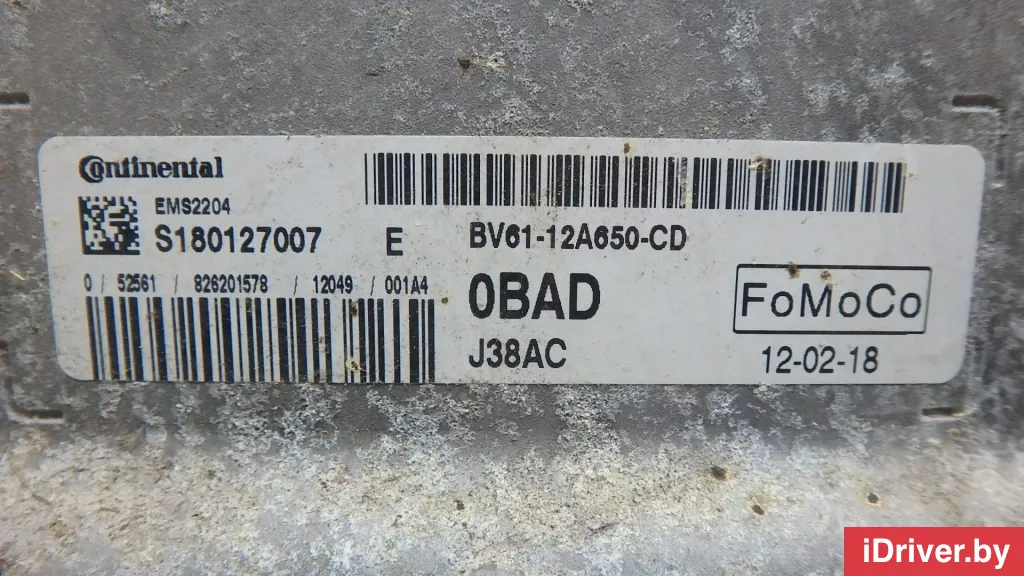 Continental
EMS2204
S180127007
E
BV61-12A650-CD
0 / 52561 / 826201578 / 12049 / 001A4
0BAD
J38AC
FoMoCo
12-02-18
iDriver.by